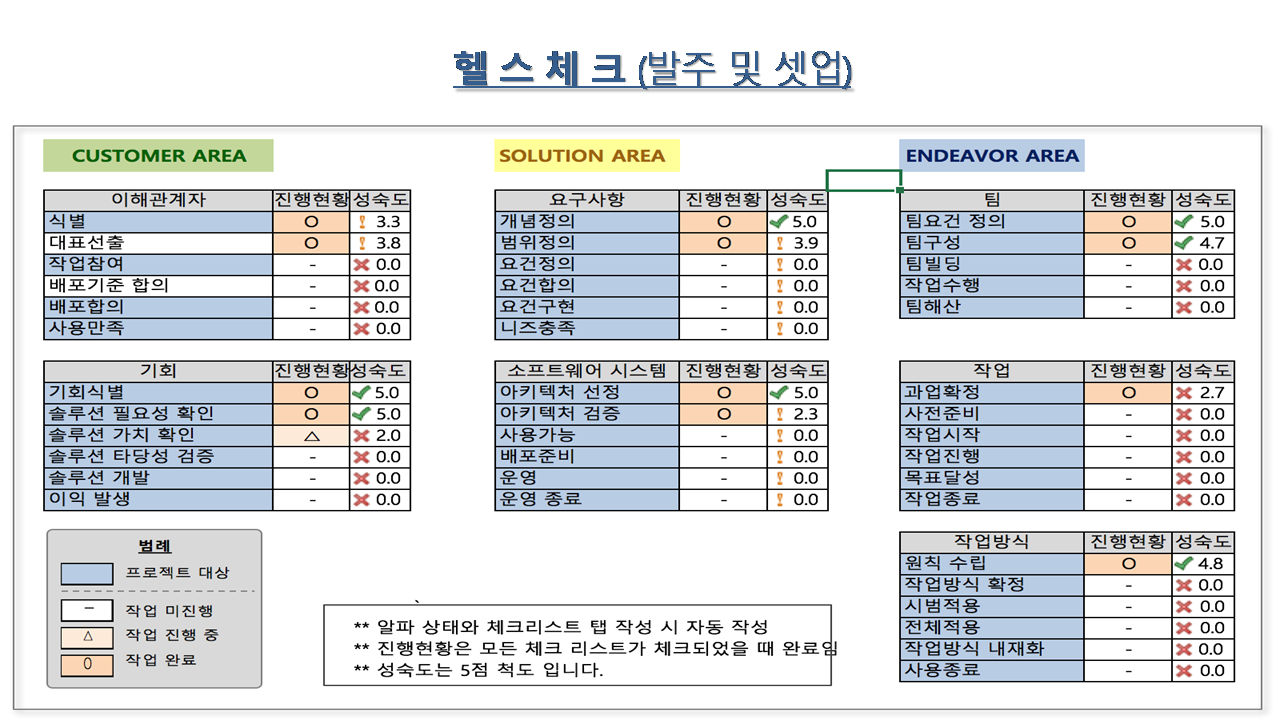 헬 스 체 크 (발주 및 셋업)
CUSTOMER AREA
이해관계자 진행현황 성숙도
식별 O 3.3
대표선출 O 3.8
작업참여 - 0.0
배포기준 합의 - 0.0
배포합의 - 0.0
사용만족 - 0.0
기회 진행현황 성숙도
기회식별 O 5.0
솔루션 필요성 확인 O 5.0
솔루션 가치 확인 △ 2.0
솔루션 타당성 검증 - 0.0
솔루션 개발 - 0.0
이익 발생 - 0.0
범례
프로젝트 대상
- 작업 미진행
△ 작업 진행 중
O 작업 완료
SOLUTION AREA
요구사항 진행현황 성숙도
개념정의 O 5.0
범위정의 O 3.9
요건정의 - 0.0
요건합의 - 0.0
요건구현 - 0.0
니즈충족 - 0.0
소프트웨어 시스템 진행현황 성숙도
아키텍처 선정 O 5.0
아키텍처 검증 O 2.3
사용가능 - 0.0
배포준비 - 0.0
운영 - 0.0
운영 종료 - 0.0
** 알파 상태와 체크리스트 탭 작성 시 자동 작성
** 진행현황은 모든 체크 리스트가 체크되었을 때 완료임
** 성숙도는 5점 척도 입니다.
ENDEAVOR AREA
팀 진행현황 성숙도
팀요건 정의 O 5.0
팀구성 O 4.7
팀빌딩 - 0.0
작업수행 - 0.0
팀해산 - 0.0
작업 진행현황 성숙도
과업확정 O 2.7
사전준비 - 0.0
작업시작 - 0.0
작업진행 - 0.0
목표달성 - 0.0
작업종료 - 0.0
작업방식 진행현황 성숙도
원칙 수립 O 4.8
작업방식 확정 - 0.0
시범적용 - 0.0
전체적용 - 0.0
작업방식 내재화 - 0.0
사용종료 - 0.0